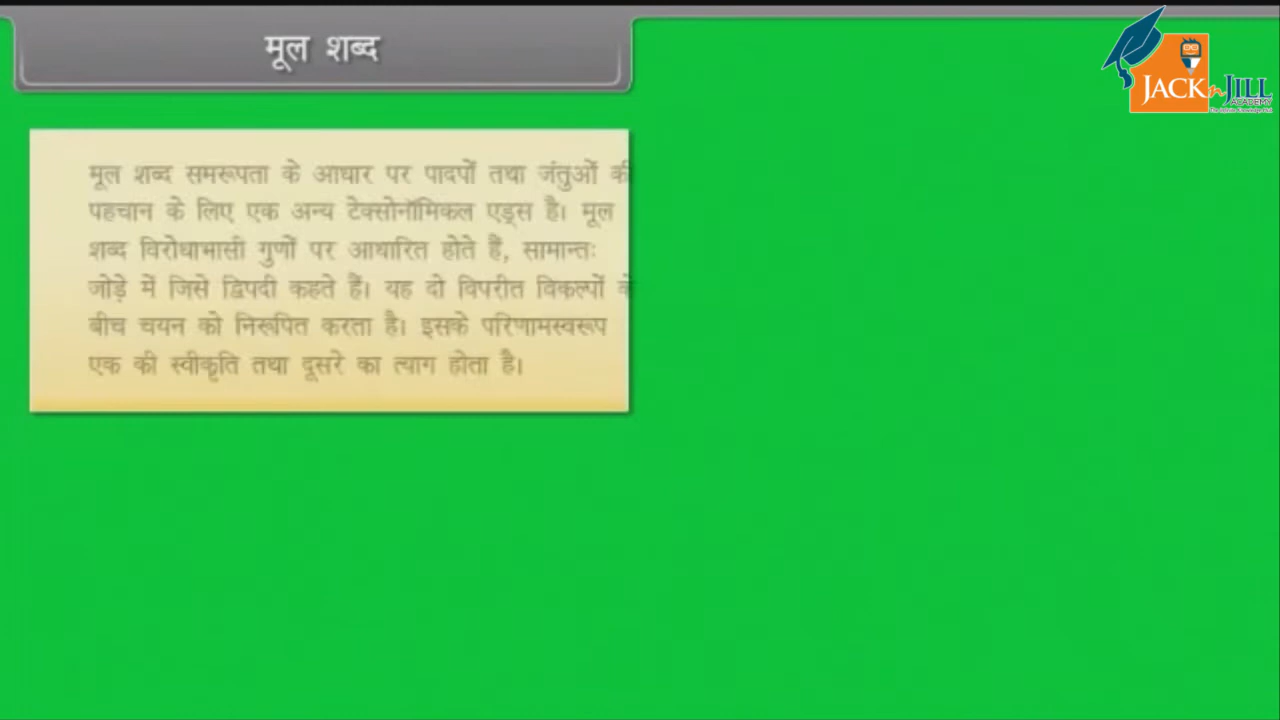 मूल शब्द
मूल शब्द समरूपता के आधार पर पादपों तथा जंतुओं की
पहचान के लिए एक अन्य टेक्सोनॉमिकल एड्स है। मूल
शब्द विरोधाभासी गुणों पर आधारित होते हैं, सामान्तः
जोड़े में जिसे द्विपदी कहते हैं। यह दो विपरीत विकल्पों के
बीच चयन को निरूपित करता है। इसके परिणामस्वरूप
एक की स्वीकृति तथा दूसरे का त्याग होता है।
JACK n JILL
ACADEMY